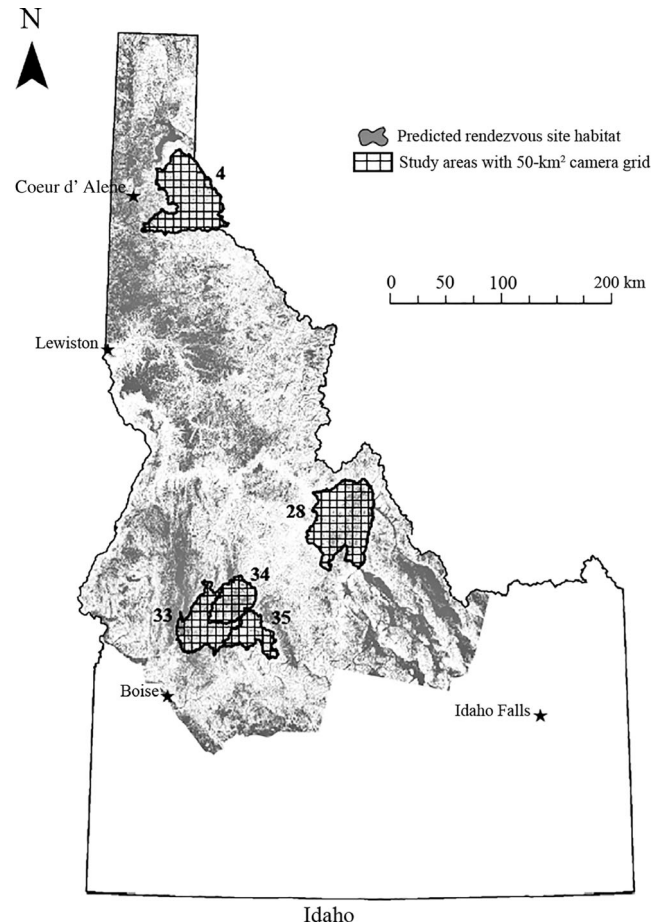 N
Predicted rendezvous site habitat
Study areas with 50-km² camera grid
4
Coeur d’ Alene
0 50 100 200 km
Lewiston
28
34
33
35
Boise
Idaho Falls
Idaho